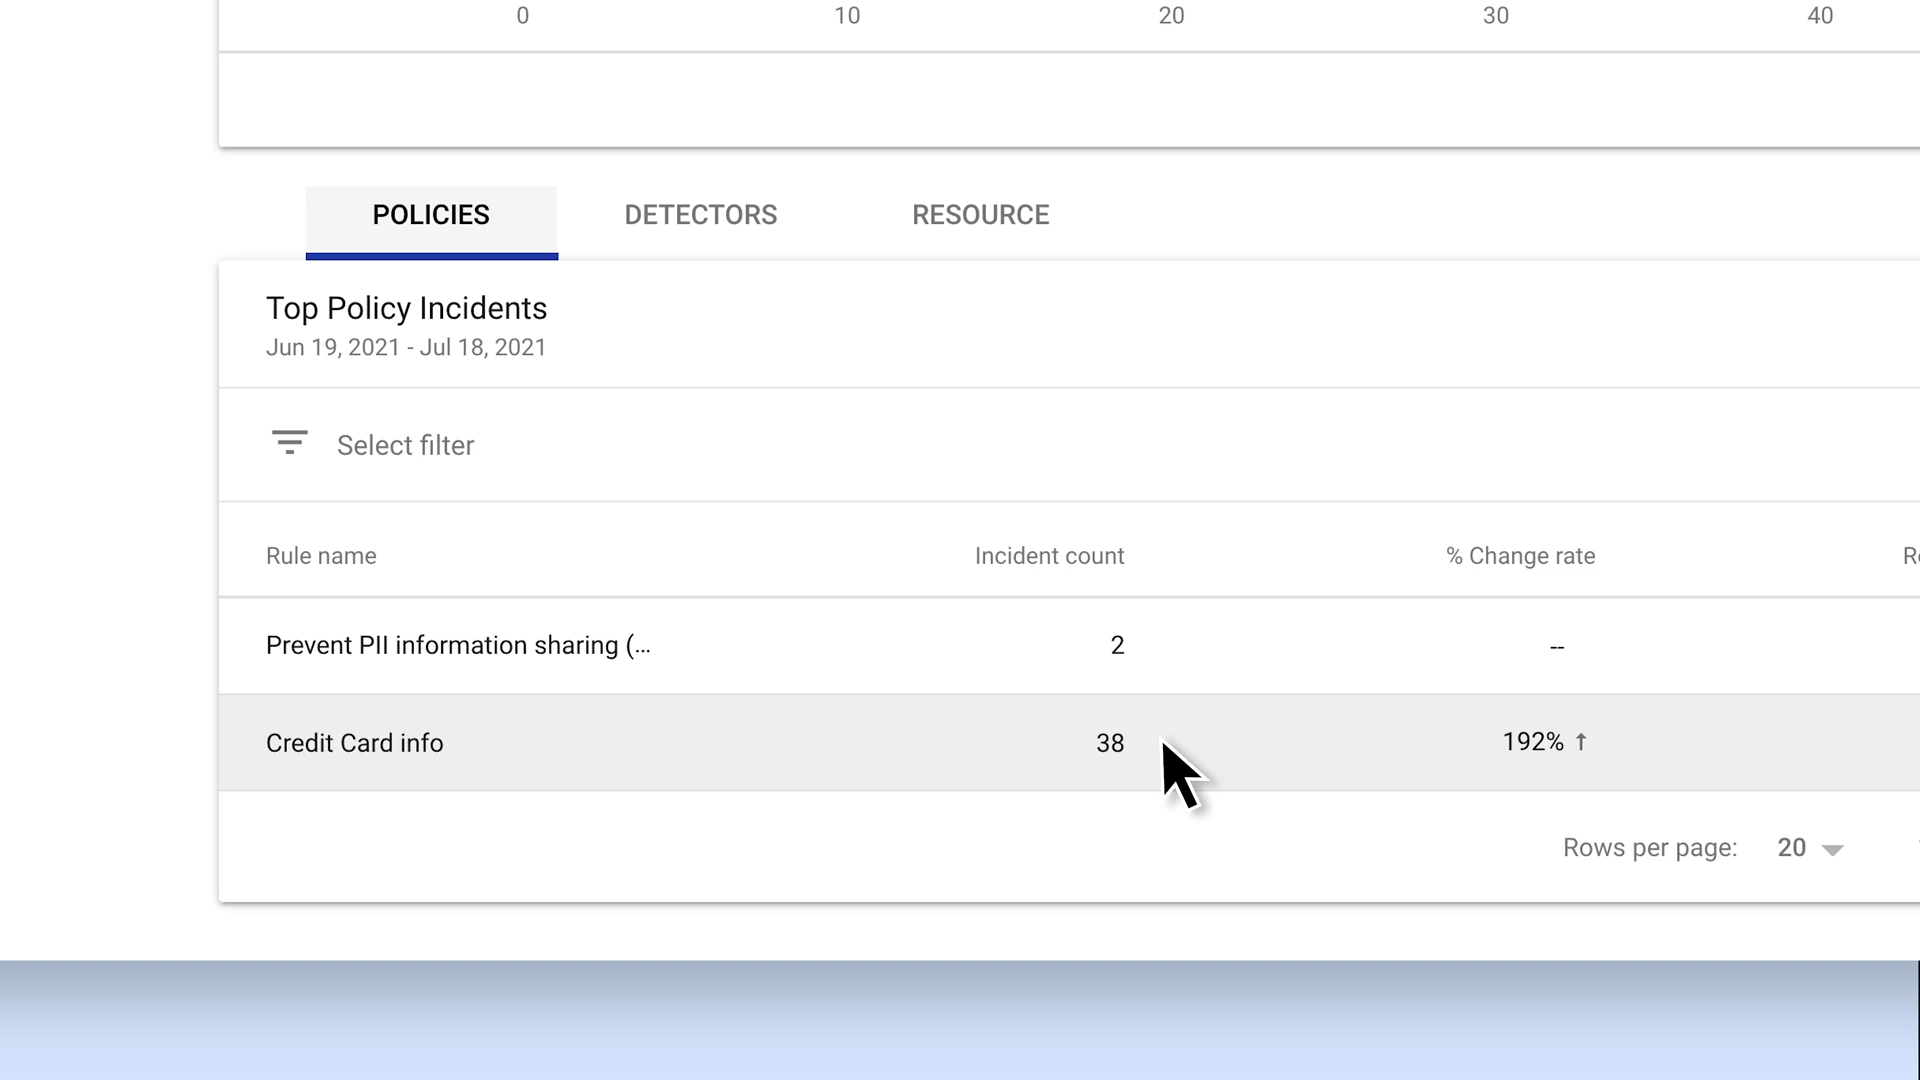 0 10 20 30 40
POLICIES DETECTORS RESOURCE
Top Policy Incidents
Jun 19, 2021 - Jul 18, 2021
Select filter
Rule name Incident count % Change rate
Prevent PII information sharing (... 2 --
Credit Card info 38 192% ↑
Rows per page: 20